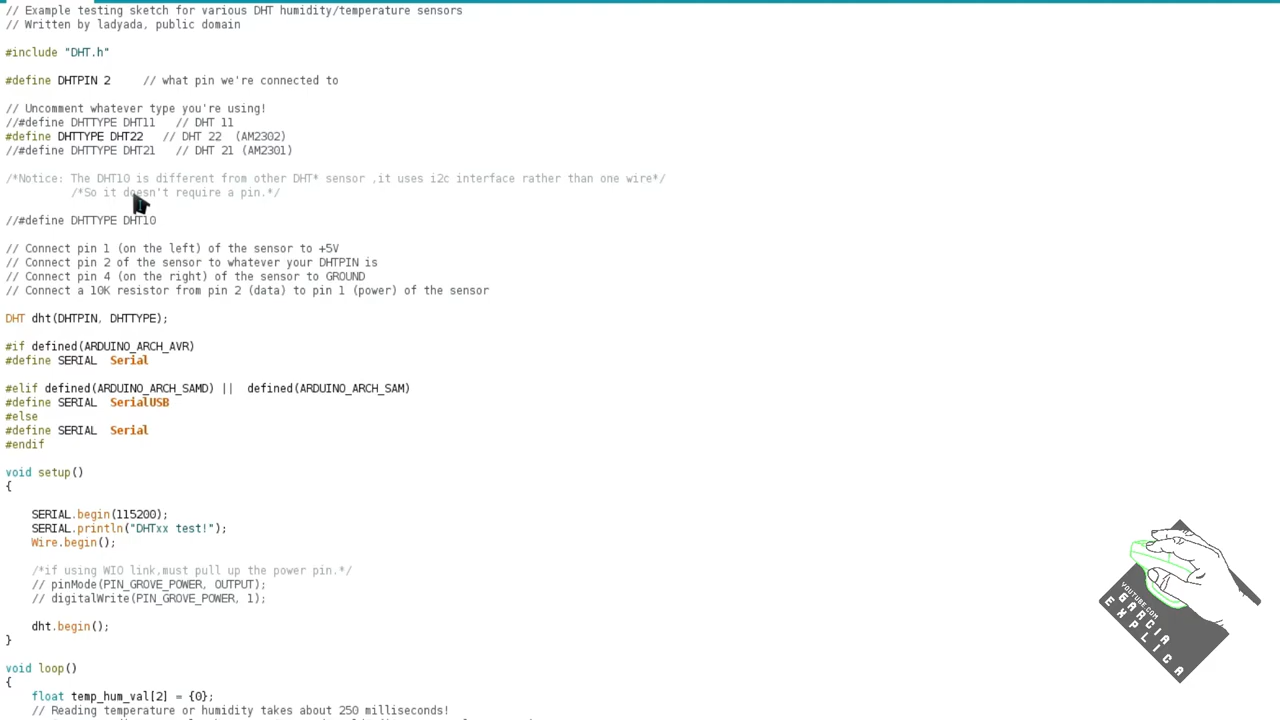 // Example testing sketch for various DHT humidity/temperature sensors
// Written by ladyada, public domain
#include "DHT.h"
#define DHTPIN 2     // what pin we're connected to
// Uncomment whatever type you're using!
//#define DHTTYPE DHT11   // DHT 11
#define DHTTYPE DHT22   // DHT 22  (AM2302)
//#define DHTTYPE DHT21   // DHT 21 (AM2301)
/*Notice: The DHT10 is different from other DHT* sensor ,it uses i2c interface rather than one wire*/
          /*So it doesn't require a pin.*/
//#define DHTTYPE DHT10
// Connect pin 1 (on the left) of the sensor to +5V
// Connect pin 2 of the sensor to whatever your DHTPIN is
// Connect pin 4 (on the right) of the sensor to GROUND
// Connect a 10K resistor from pin 2 (data) to pin 1 (power) of the sensor
DHT dht(DHTPIN, DHTTYPE);
#if defined(ARDUINO_ARCH_AVR)
#define SERIAL  Serial
#elif defined(ARDUINO_ARCH_SAMD) ||  defined(ARDUINO_ARCH_SAM)
#define SERIAL  SerialUSB
#else
#define SERIAL  Serial
#endif
void setup()
{
    SERIAL.begin(115200);
    SERIAL.println("DHTxx test!");
    Wire.begin();
    /*if using WIO link,must pull up the power pin.*/
    // pinMode(PIN_GROVE_POWER, OUTPUT);
    // digitalWrite(PIN_GROVE_POWER, 1);
    dht.begin();
}
void loop()
{
    float temp_hum_val[2] = {0};
    // Reading temperature or humidity takes about 250 milliseconds!
YOUTUBE.COM
GARCIA
EXPLICA